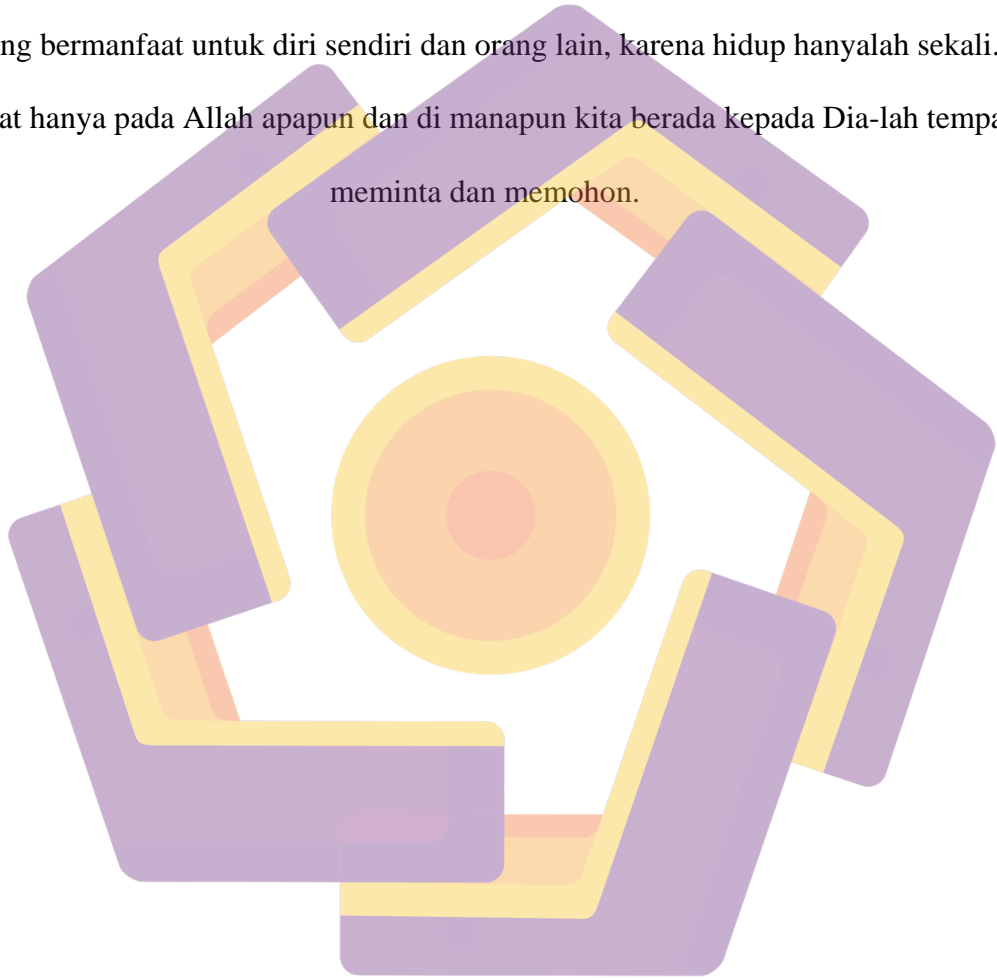 ng bermanfaat untuk diri sendiri dan orang lain, karena hidup hanyalah sekali.
at hanya pada Allah apapun dan di manapun kita berada kepada Dia-lah tempa
meminta dan memohon.